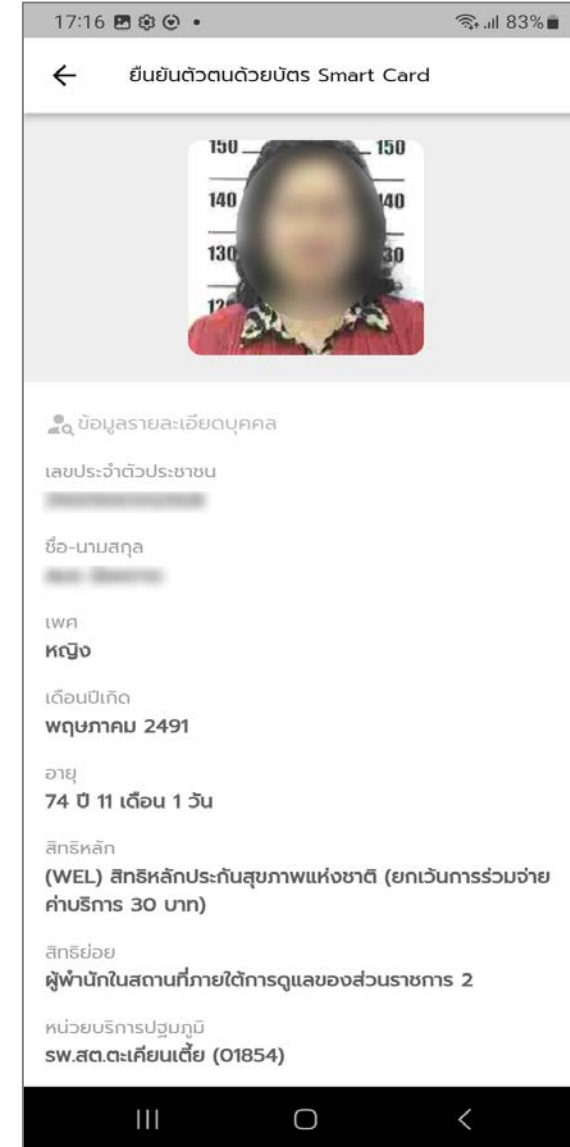 17:16 83%
ยืนยันตัวตนด้วยบัตร Smart Card
150 150
140 140
130 30
12
ข้อมูลรายละเอียดบุคคล
เลขประจำตัวประชาชน
ชื่อ-นามสกุล
เพศ
หญิง
เดือนปีเกิด
พฤษภาคม 2491
อายุ
74 ปี 11 เดือน 1 วัน
สิทธิหลัก
(WEL) สิทธิหลักประกันสุขภาพแห่งชาติ (ยกเว้นการร่วมจ่าย
ค่าบริการ 30 บาท)
สิทธิย่อย
ผู้พำนักในสถานที่ภายใต้การดูแลของส่วนราชการ 2
หน่วยบริการปฐมภูมิ
รพ.สต.ตะเคียนเตี้ย (01854)